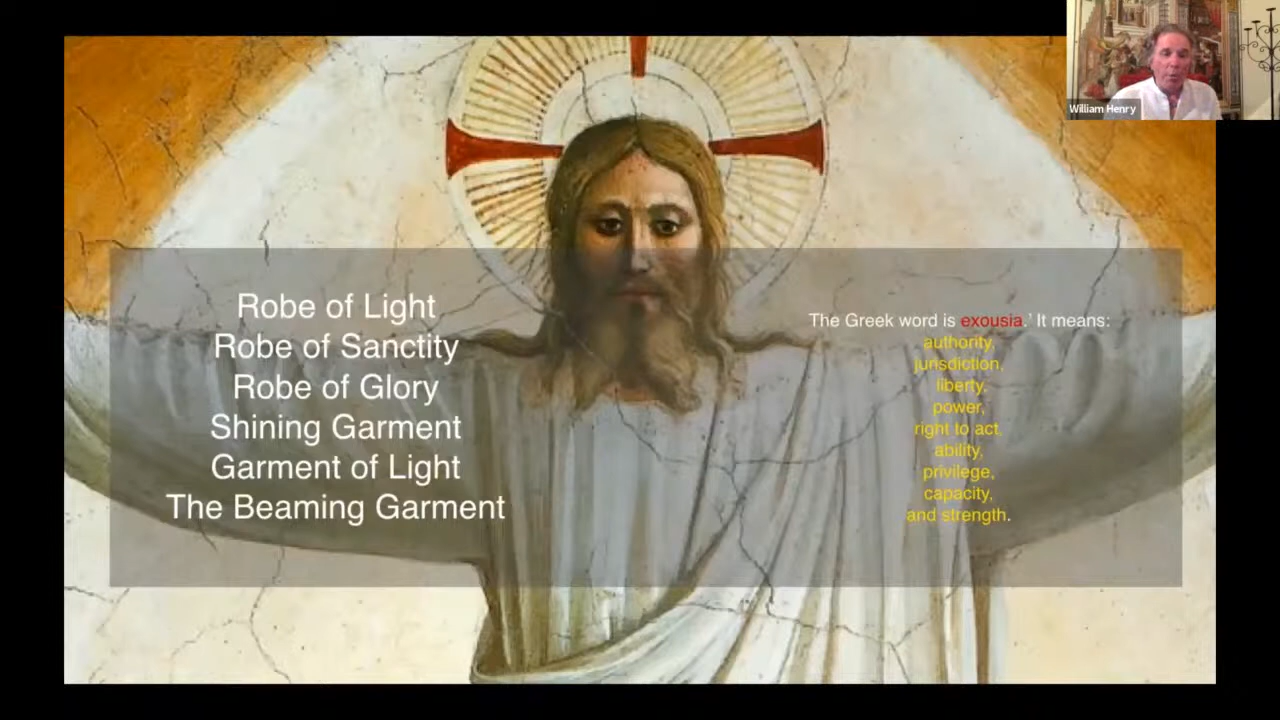 William Henry
Robe of Light
Robe of Sanctity
Robe of Glory
Shining Garment
Garment of Light
The Beaming Garment
The Greek word is exousia.' It means:
authority,
jurisdiction,
liberty,
power,
right to act,
ability,
privilege,
capacity,
and strength.